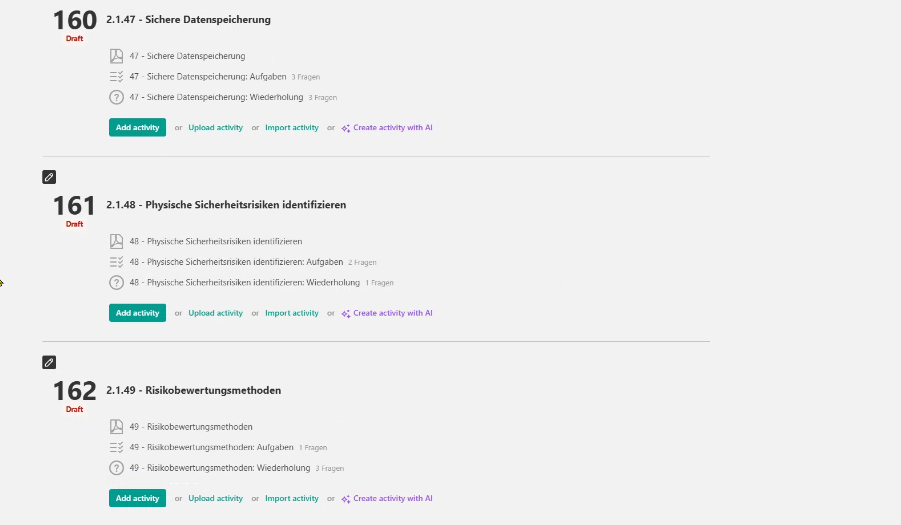 160
Draft
2.1.47 - Sichere Datenspeicherung
47 - Sichere Datenspeicherung
47 - Sichere Datenspeicherung: Aufgaben 3 Fragen
47 - Sichere Datenspeicherung: Wiederholung 3 Fragen
Add activity or Upload activity or Import activity or Create activity with AI
161
Draft
2.1.48 - Physische Sicherheitsrisiken identifizieren
48 - Physische Sicherheitsrisiken identifizieren
48 - Physische Sicherheitsrisiken identifizieren: Aufgaben 2 Fragen
48 - Physische Sicherheitsrisiken identifizieren: Wiederholung 1 Fragen
Add activity or Upload activity or Import activity or Create activity with AI
162
Draft
2.1.49 - Risikobewertungsmethoden
49 - Risikobewertungsmethoden
49 - Risikobewertungsmethoden: Aufgaben 1 Fragen
49 - Risikobewertungsmethoden: Wiederholung 3 Fragen
Add activity or Upload activity or Import activity or Create activity with AI